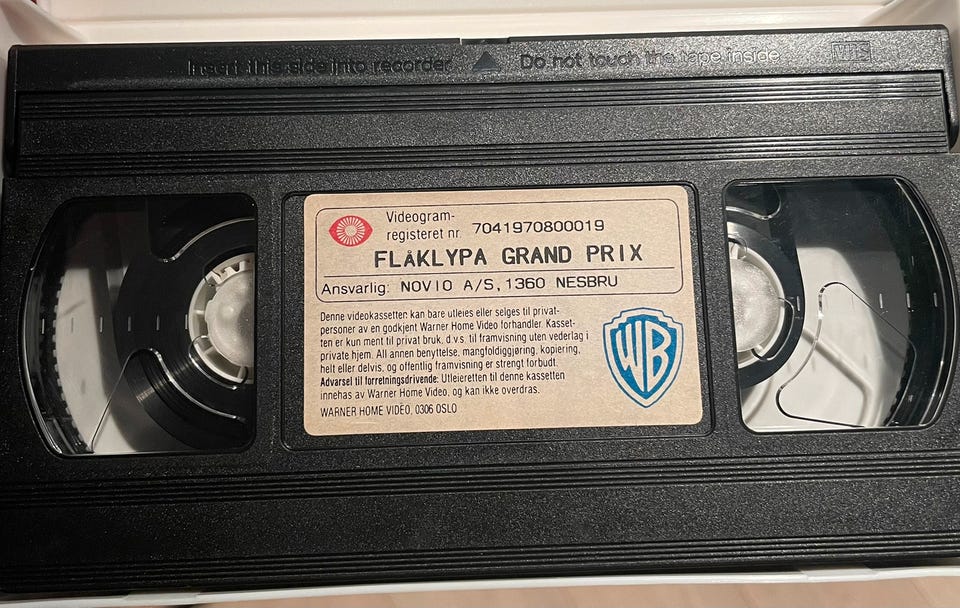 Insert this side into recorder Do not touch the tape inside VHS
Videogram-
registeret nr. 7041970800019
FLÅKLYPA GRAND PRIX
Ansvarlig: NOVIO A/S, 1360 NESBRU
Denne videokassetten kan bare utleies eller selges til privat-
personer av en godkjent Warner Home Video forhandler. Kasset-
ten er kun ment til privat bruk, d.v.s. til framvisning uten vederlag i
private hjem. All annen benyttelse, mangfoldiggjøring, kopiering,
helt eller delvis, og offentlig framvisning er strengt forbudt.
Advarsel til forretningsdrivende: Utleieretten til denne kassetten
innehas av Warner Home Video, og kan ikke overdras.
WARNER HOME VIDEO, 0306 OSLO
WB